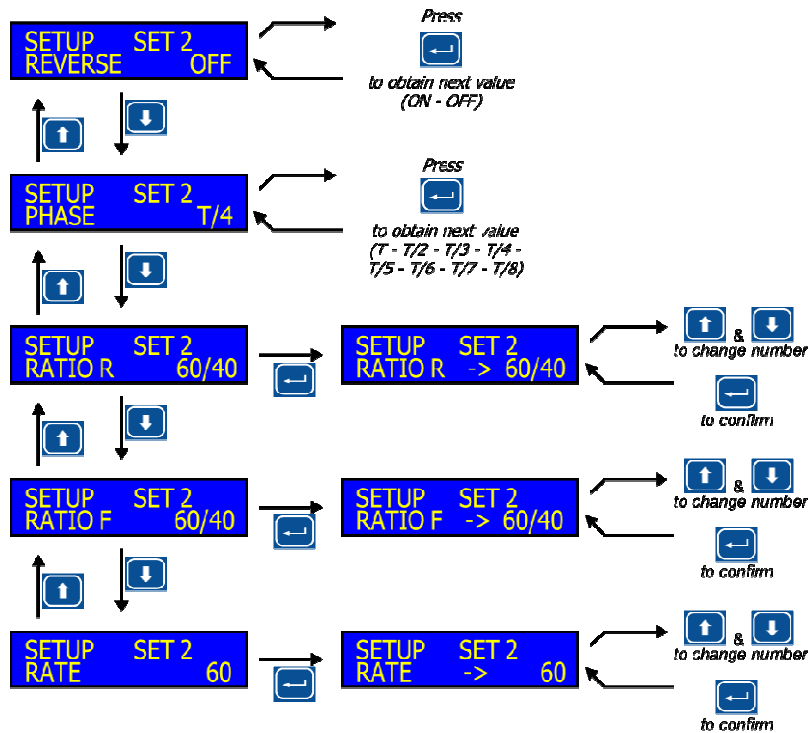 SETUP SET 2
REVERSE OFF
Press
to obtain next value
(ON - OFF)
SETUP SET 2
PHASE T/4
Press
to obtain next value
(T - T/2 - T/3 - T/4 -
T/5 - T/6 - T/7 - T/8)
SETUP SET 2
RATIO R 60/40
SETUP SET 2
RATIO R -> 60/40
&
to change number
to confirm
SETUP SET 2
RATIO F 60/40
SETUP SET 2
RATIO F -> 60/40
&
to change number
to confirm
SETUP SET 2
RATE 60
SETUP SET 2
RATE -> 60
&
to change number
to confirm